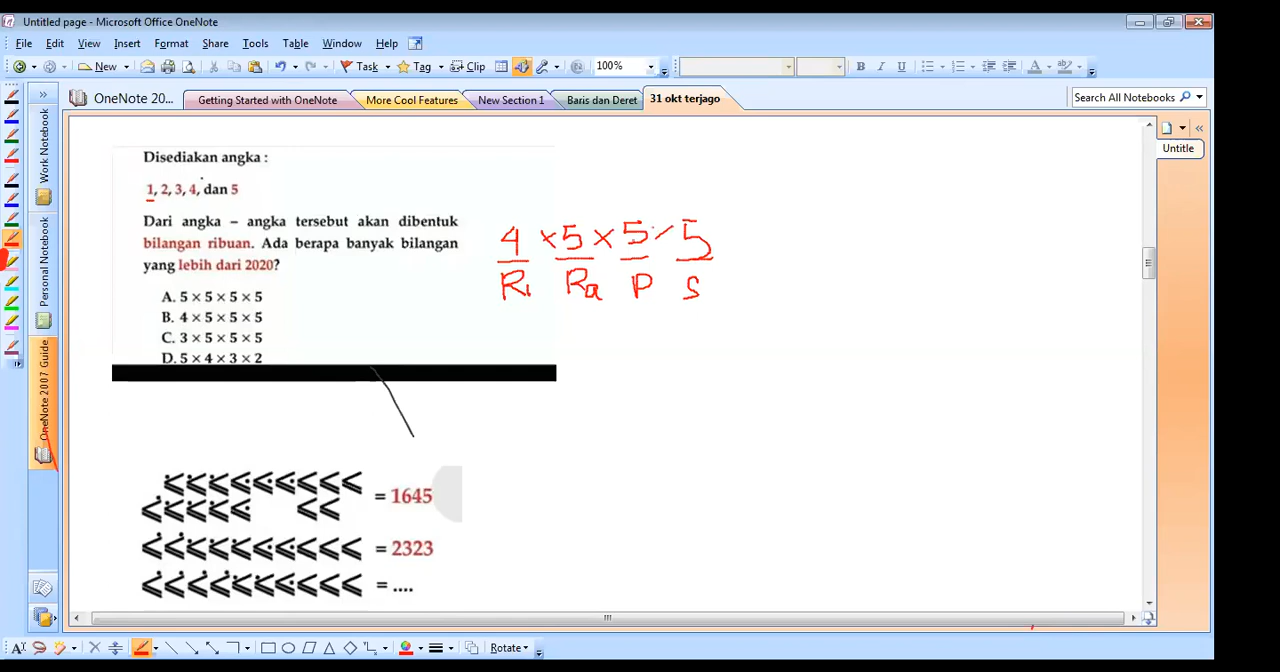 Untitled page - Microsoft Office OneNote
File Edit View Insert Format Share Tools Table Window Help
New Task Tag Clip 100% B I U A
OneNote 20... Getting Started with OneNote More Cool Features New Section 1 Baris dan Deret 31 okt terjago Search All Notebooks
Untitle
Work Notebook
Personal Notebook
OneNote 2007 Guide
Disediakan angka :
1, 2, 3, 4, dan 5
Dari angka – angka tersebut akan dibentuk
bilangan ribuan. Ada berapa banyak bilangan
yang lebih dari 2020?
A. 5 × 5 × 5 × 5
B. 4 × 5 × 5 × 5
C. 3 × 5 × 5 × 5
D. 5 × 4 × 3 × 2
4 × 5 × 5 × 5
Ri Ra P S
= 1645
= 2323
= ....
A Rotate